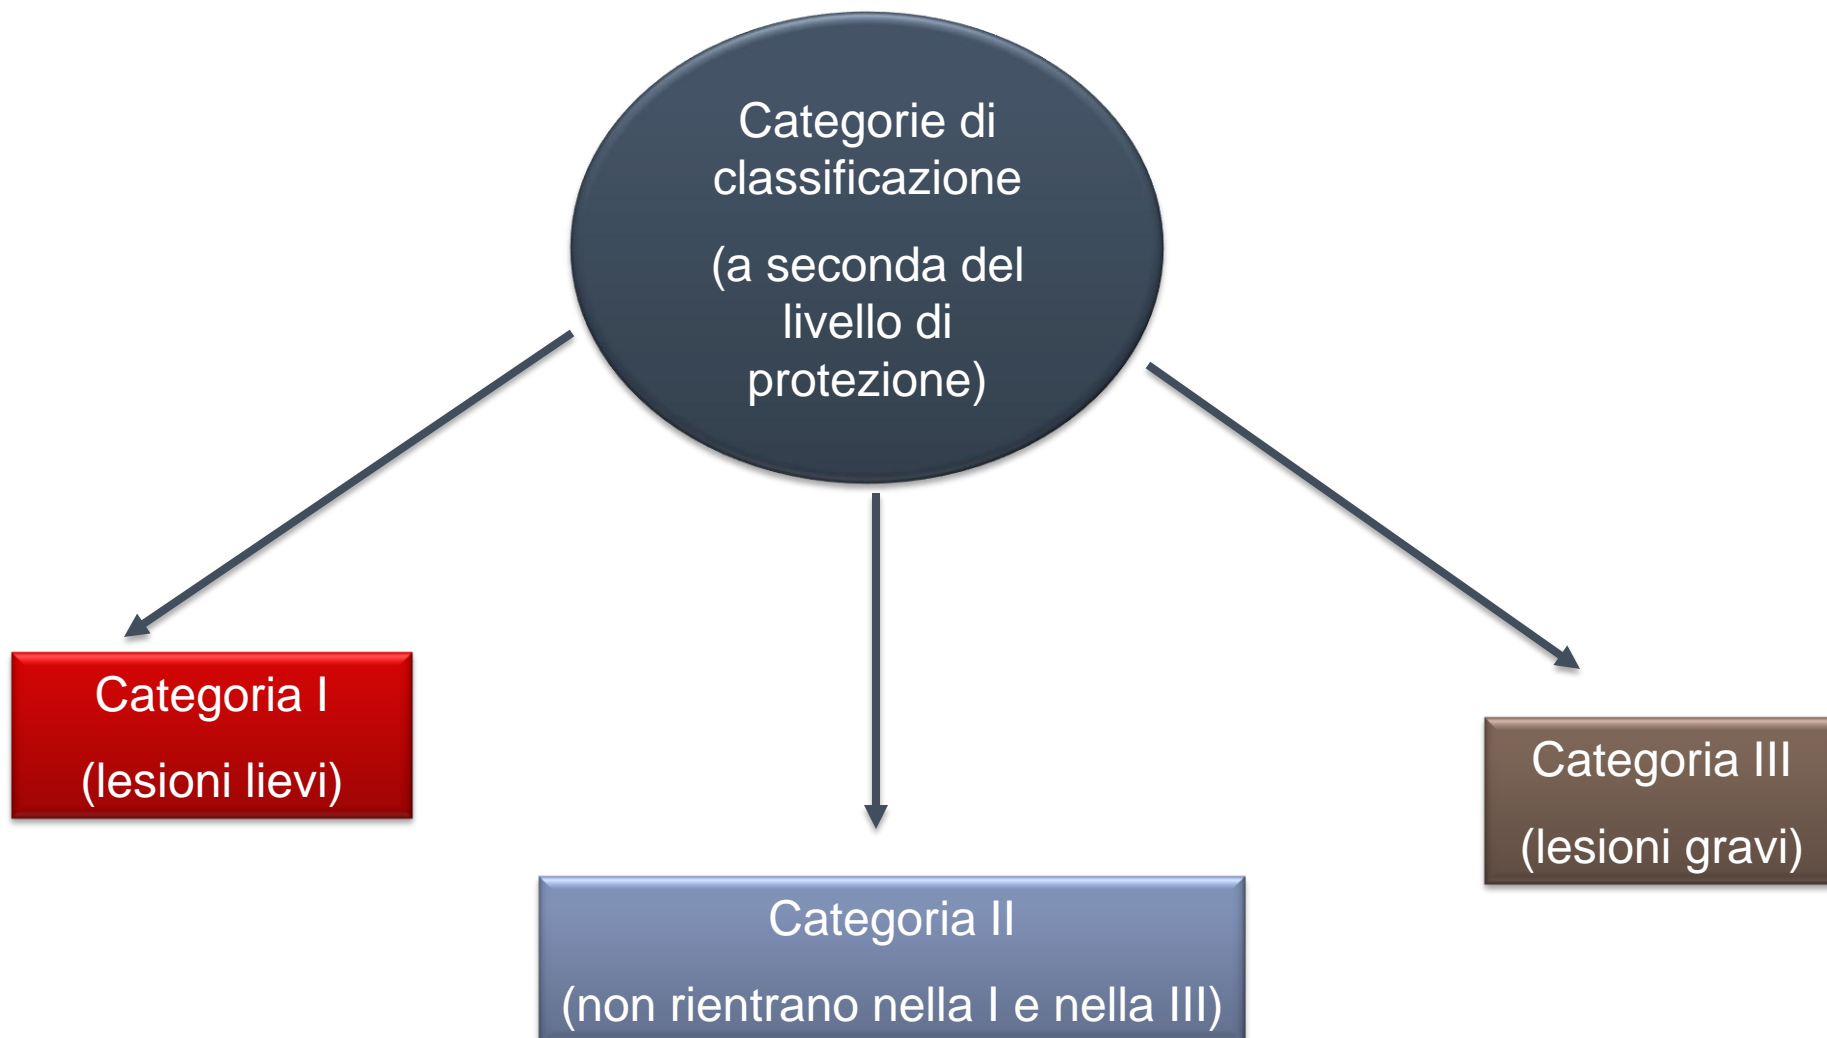 Categorie di
classificazione
(a seconda del
livello di
protezione)
Categoria I
(lesioni lievi)
Categoria III
(lesioni gravi)
Categoria II
(non rientrano nella I e nella III)